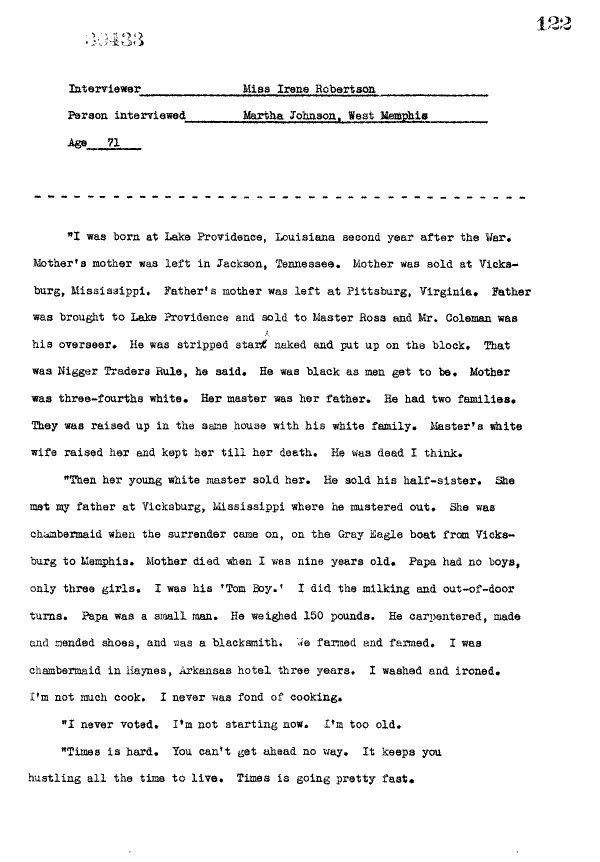 122
30433
Interviewer Miss Irene Robertson
Person interviewed Martha Johnson, West Memphis
Age 71
"I was born at Lake Providence, Louisiana second year after the War.
Mother's mother was left in Jackson, Tennessee. Mother was sold at Vicks-
burg, Mississippi. Father's mother was left at Pittsburg, Virginia. Father
was brought to Lake Providence and sold to Master Ross and Mr. Coleman was
his overseer. He was stripped stark naked and put up on the block. That
was Nigger Traders Rule, he said. He was black as men get to be. Mother
was three-fourths white. Her master was her father. He had two families.
They was raised up in the same house with his white family. Master's white
wife raised her and kept her till her death. He was dead I think.
"Then her young white master sold her. He sold his half-sister. She
met my father at Vicksburg, Mississippi where he mustered out. She was
chambermaid when the surrender came on, on the Gray Eagle boat from Vicks-
burg to Memphis. Mother died when I was nine years old. Papa had no boys,
only three girls. I was his 'Tom Boy.' I did the milking and out-of-door
turns. Papa was a small man. He weighed 150 pounds. He carpentered, made
and mended shoes, and was a blacksmith. We farmed and farmed. I was
chambermaid in Haynes, Arkansas hotel three years. I washed and ironed.
I'm not much cook. I never was fond of cooking.
"I never voted. I'm not starting now. I'm too old.
"Times is hard. You can't get ahead no way. It keeps you
hustling all the time to live. Times is going pretty fast.